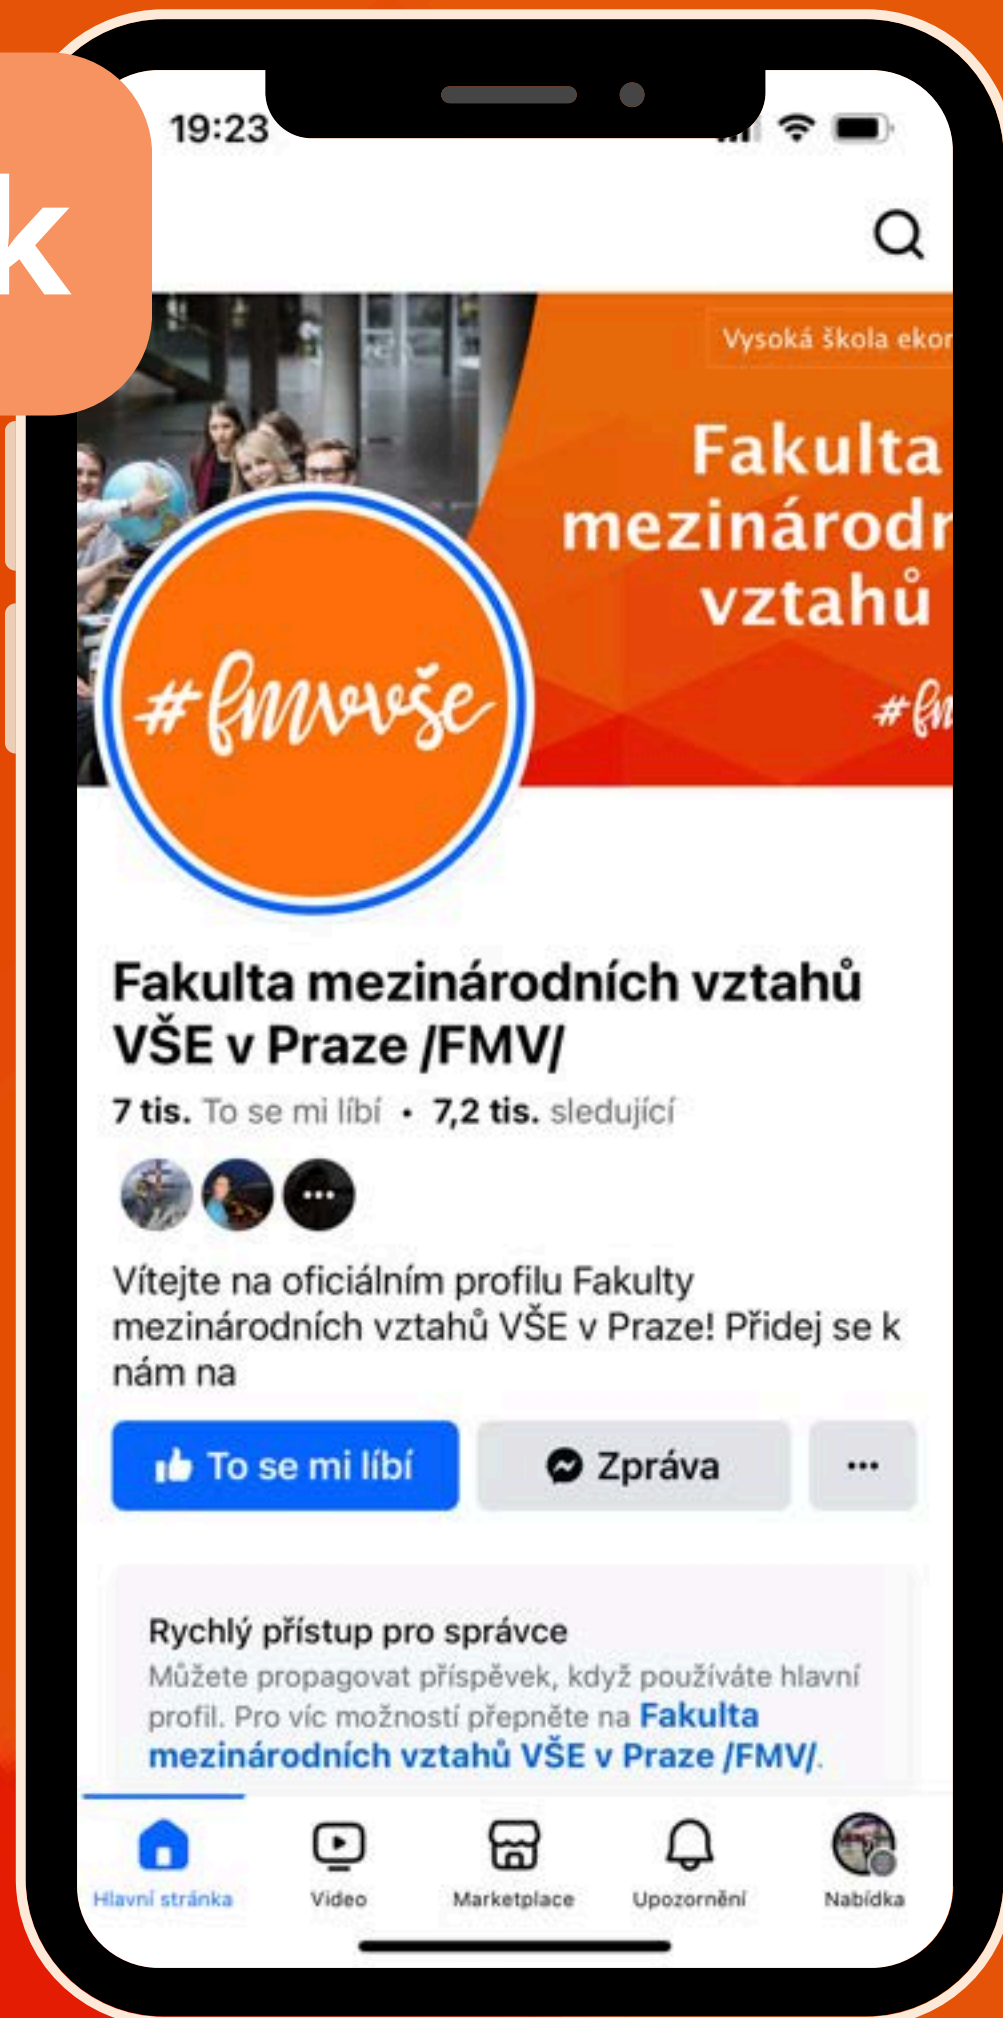 k
19:23
Vysoká škola ekor
Fakulta
mezinárodn
vztahů
#fm
#fmvvše
Fakulta mezinárodních vztahů
VŠE v Praze /FMV/
7 tis. To se mi líbí • 7,2 tis. sledující
Vítejte na oficiálním profilu Fakulty
mezinárodních vztahů VŠE v Praze! Přidej se k
nám na
To se mi líbí
Zpráva
Rychlý přístup pro správce
Můžete propagovat příspěvek, když používáte hlavní
profil. Pro víc možností přepněte na Fakulta
mezinárodních vztahů VŠE v Praze /FMV/.
Hlavní stránka
Video
Marketplace
Upozornění
Nabídka